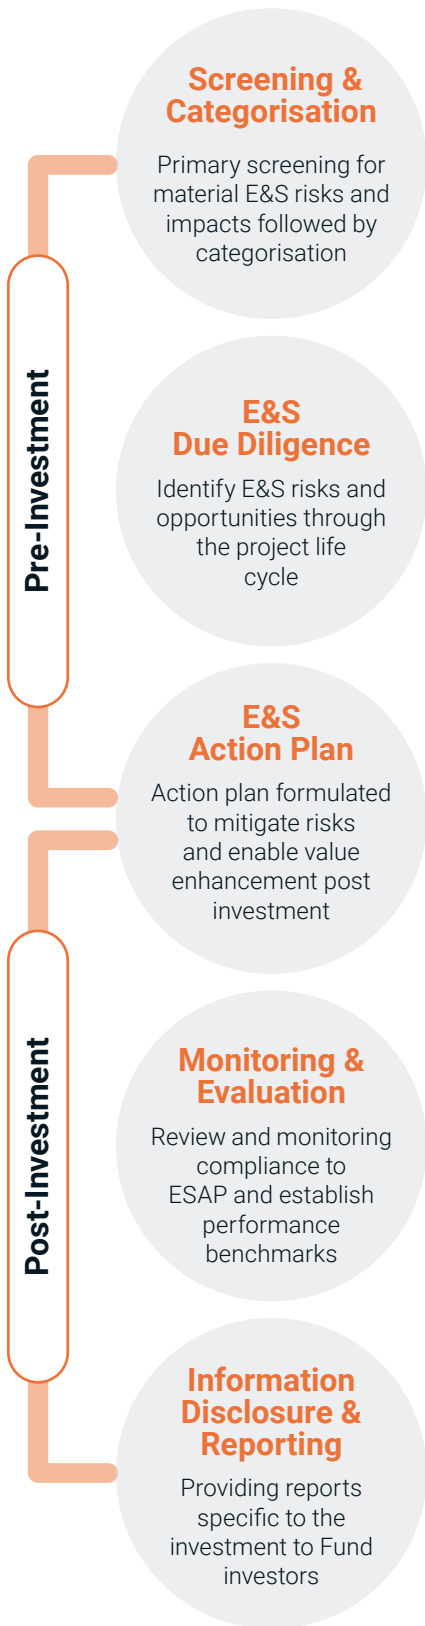 Screening &
Categorisation
Primary screening for
material E&S risks and
impacts followed by
categorisation
Pre-Investment
E&S
Due Diligence
Identify E&S risks and
opportunities through
the project life
cycle
E&S
Action Plan
Action plan formulated
to mitigate risks
and enable value
enhancement post
investment
Post-Investment
Monitoring &
Evaluation
Review and monitoring
compliance to
ESAP and establish
performance
benchmarks
Information
Disclosure &
Reporting
Providing reports
specific to the
investment to Fund
investors